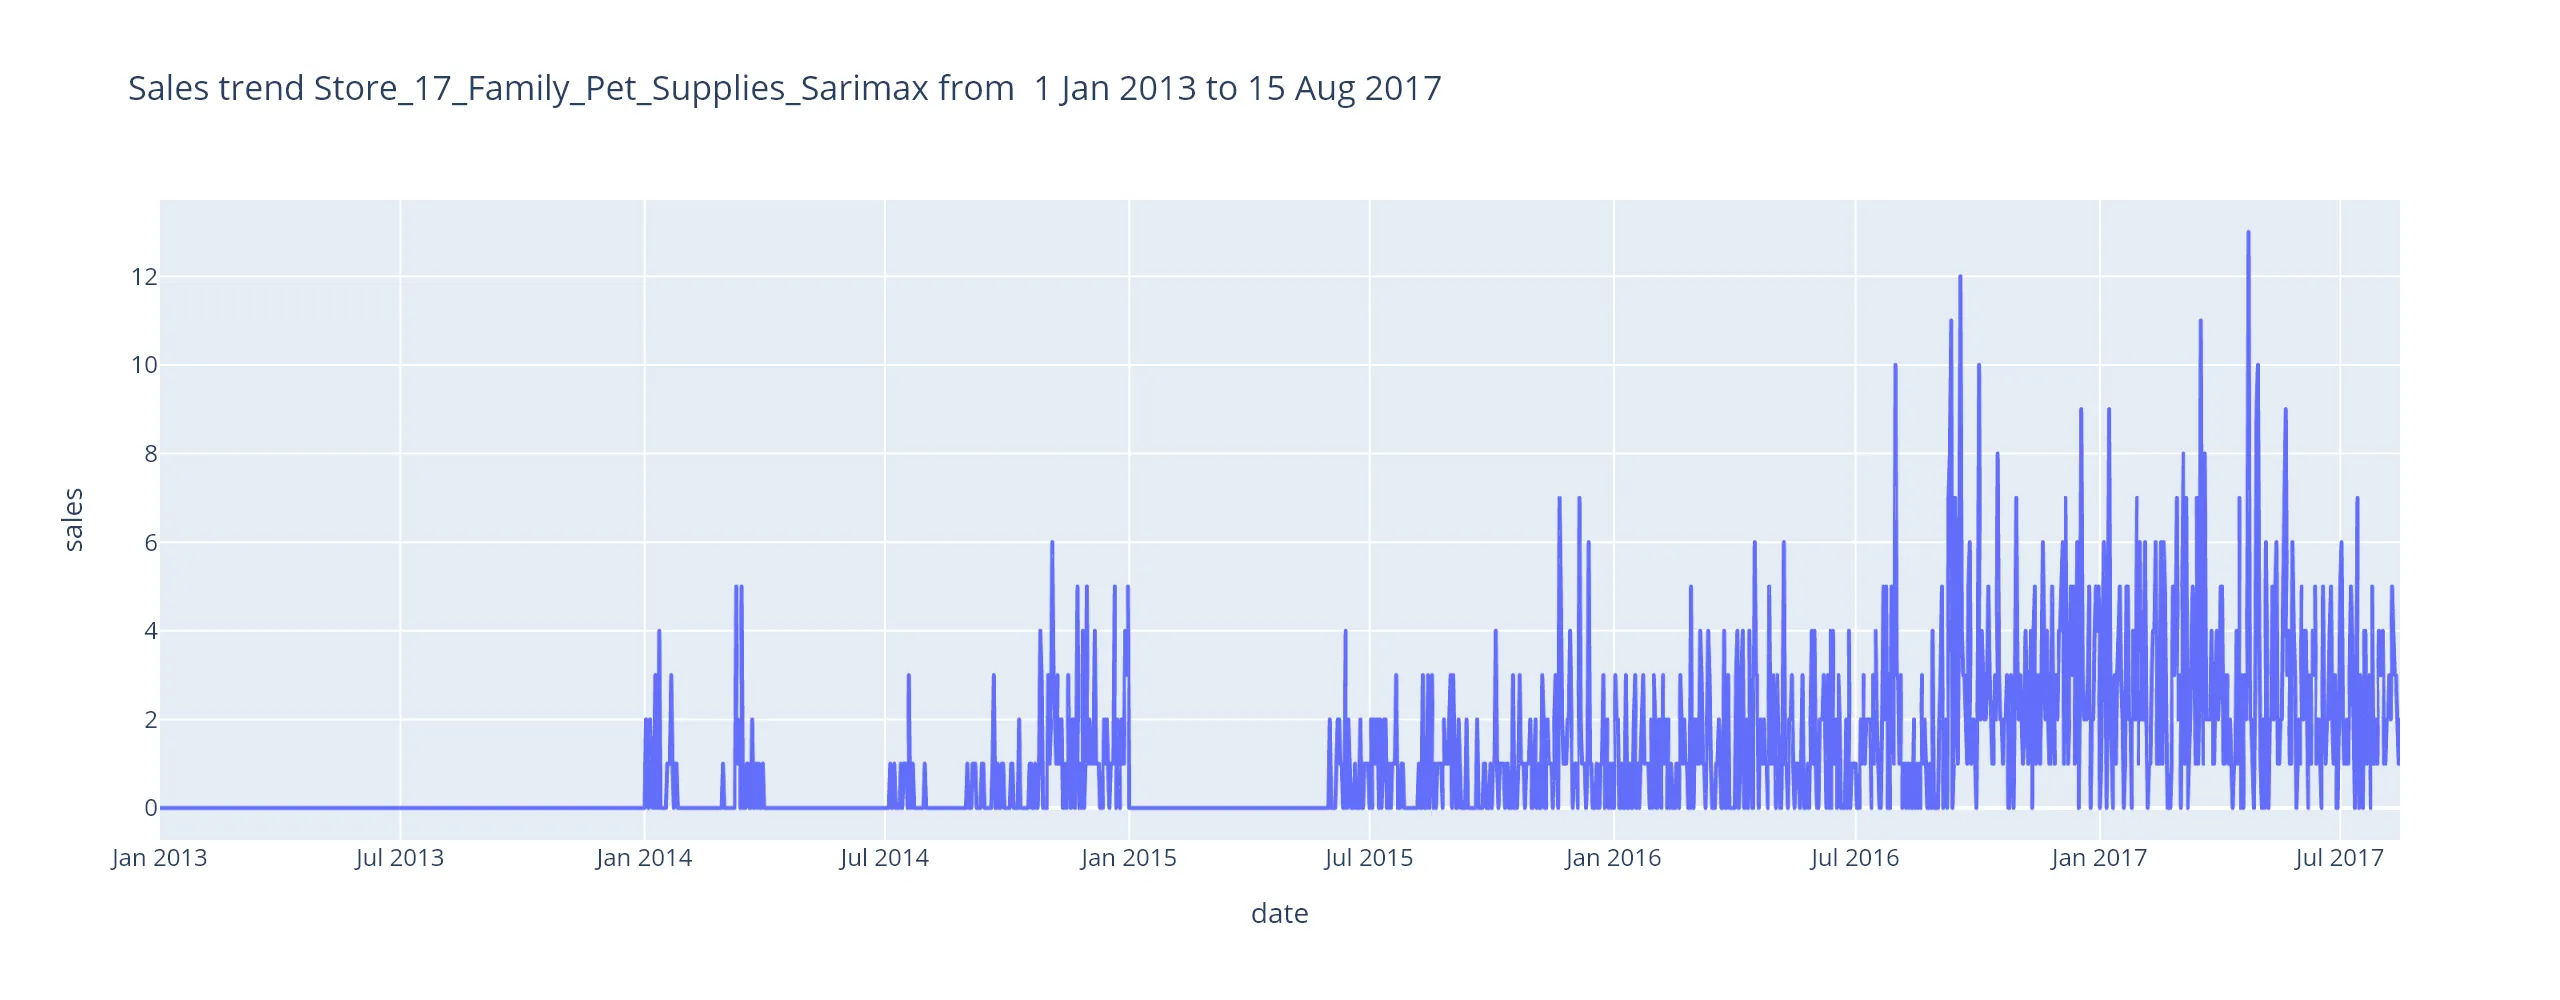 Sales trend Store_17_Family_Pet_Supplies_Sarimax from  1 Jan 2013 to 15 Aug 2017
12
10
8
6
4
2
0
sales
Jan 2013 Jul 2013 Jan 2014 Jul 2014 Jan 2015 Jul 2015 Jan 2016 Jul 2016 Jan 2017 Jul 2017
date